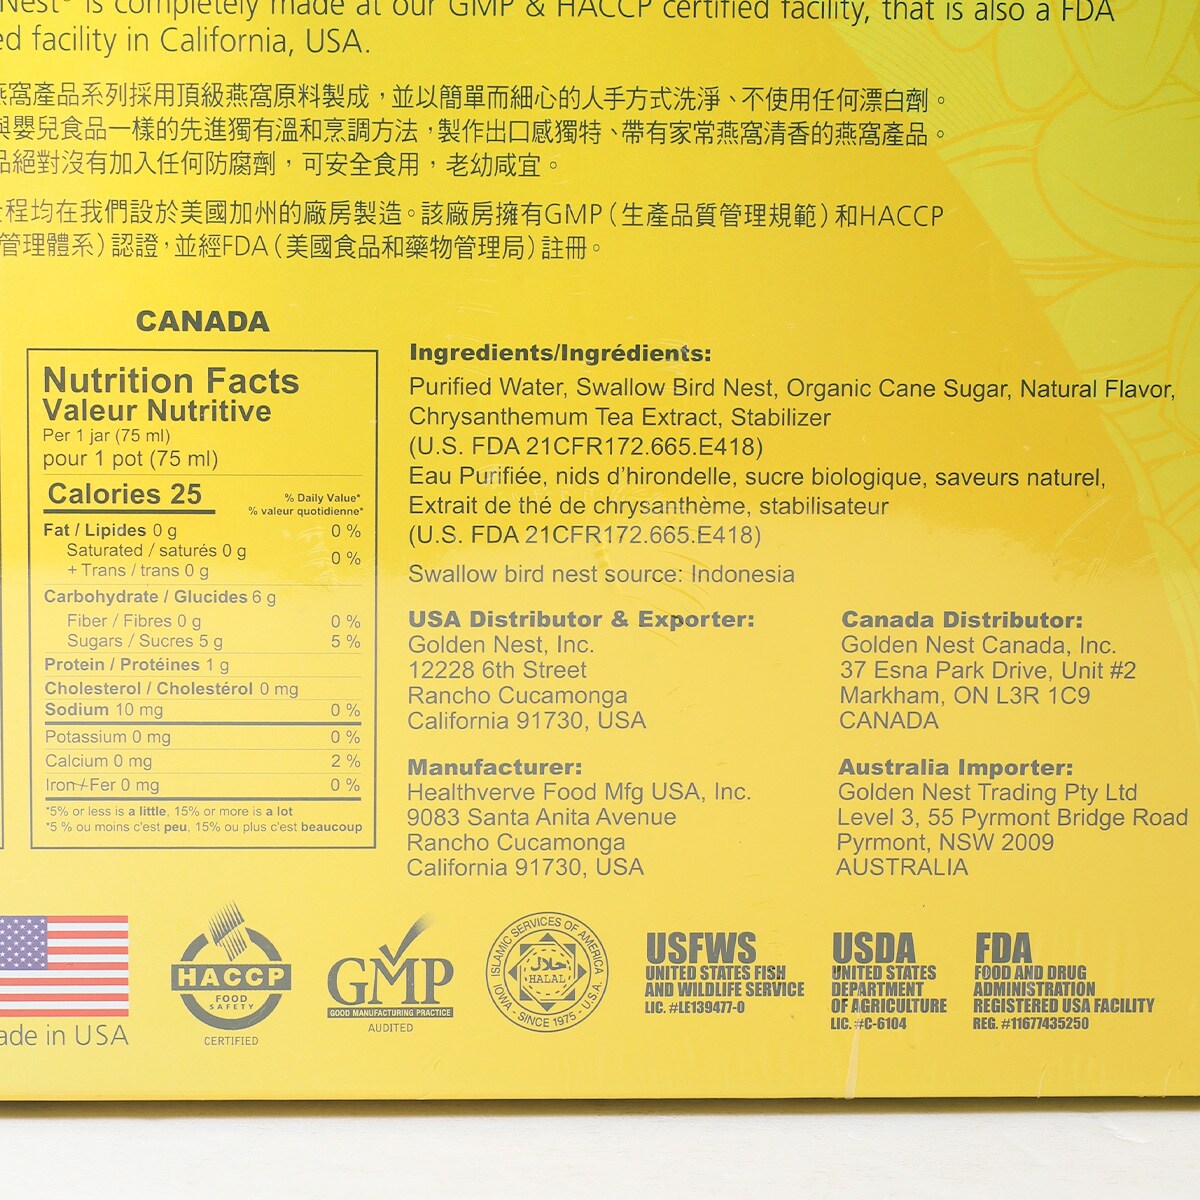 Nest® is completely made at our GMP & HACCP certified facility, that is also a FDA
ed facility in California, USA.
燕窩產品系列採用頂級燕窩原料製成，並以簡單而細心的人手方式洗淨、不使用任何漂白劑。
與嬰兒食品一樣的先進獨有溫和烹調方法，製作出口感獨特、帶有家常燕窩清香的燕窩產品。
品絕對沒有加入任何防腐劑，可安全食用，老幼咸宜。
程均在我們設於美國加州的廠房製造。該廠房擁有GMP（生產品質管理規範）和HACCP
管理體系）認證，並經FDA（美國食品和藥物管理局）註冊。
CANADA
Nutrition Facts
Valeur Nutritive
Per 1 jar (75 ml)
pour 1 pot (75 ml)
Calories 25
% Daily Value*
% valeur quotidienne*
Fat / Lipides 0 g 0 %
Saturated / saturés 0 g
+ Trans / trans 0 g 0 %
Carbohydrate / Glucides 6 g
Fiber / Fibres 0 g 0 %
Sugars / Sucres 5 g 5 %
Protein / Protéines 1 g
Cholesterol / Cholestérol 0 mg
Sodium 10 mg 0 %
Potassium 0 mg 0 %
Calcium 0 mg 2 %
Iron / Fer 0 mg 0 %
*5% or less is a little, 15% or more is a lot
*5 % ou moins c'est peu, 15% ou plus c'est beaucoup
Ingredients/Ingrédients:
Purified Water, Swallow Bird Nest, Organic Cane Sugar, Natural Flavor,
Chrysanthemum Tea Extract, Stabilizer
(U.S. FDA 21CFR172.665.E418)
Eau Purifiée, nids d'hirondelle, sucre biologique, saveurs naturel,
Extrait de thé de chrysanthème, stabilisateur
(U.S. FDA 21CFR172.665.E418)
Swallow bird nest source: Indonesia
USA Distributor & Exporter:
Golden Nest, Inc.
12228 6th Street
Rancho Cucamonga
California 91730, USA
Canada Distributor:
Golden Nest Canada, Inc.
37 Esna Park Drive, Unit #2
Markham, ON L3R 1C9
CANADA
Manufacturer:
Healthverve Food Mfg USA, Inc.
9083 Santa Anita Avenue
Rancho Cucamonga
California 91730, USA
Australia Importer:
Golden Nest Trading Pty Ltd
Level 3, 55 Pyrmont Bridge Road
Pyrmont, NSW 2009
AUSTRALIA
ade in USA
HACCP
FOOD
SAFETY
CERTIFIED
GMP
GOOD MANUFACTURING PRACTICE
AUDITED
ISLAMIC SERVICES OF AMERICA
حلال
HALAL
IOWA - SINCE 1975 - U.S.A.
USFWS
UNITED STATES FISH
AND WILDLIFE SERVICE
LIC. #LE139477-0
USDA
UNITED STATES
DEPARTMENT
OF AGRICULTURE
LIC. #C-6104
FDA
FOOD AND DRUG
ADMINISTRATION
REGISTERED USA FACILITY
REG. #11677435250